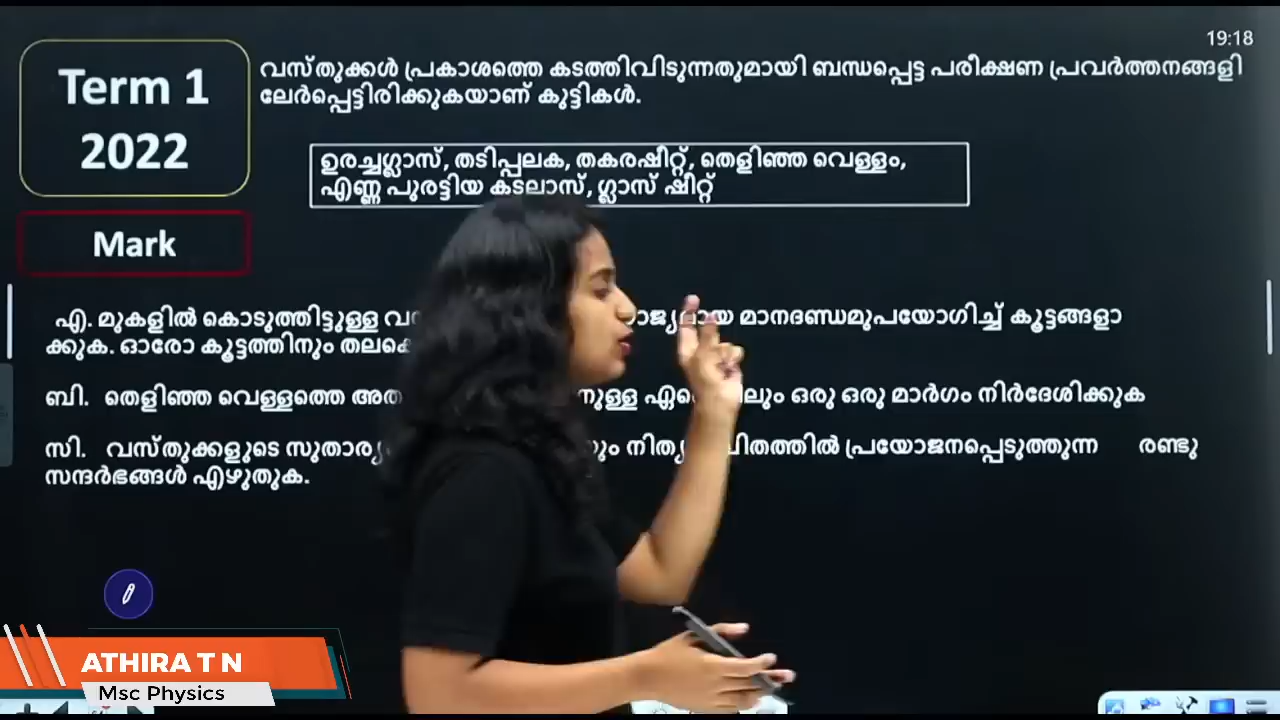 19:18
Term 1
2022
Mark
വസ്തുക്കൾ പ്രകാശത്തെ കടത്തിവിടുന്നതുമായി ബന്ധപ്പെട്ട പരീക്ഷണ പ്രവർത്തനങ്ങളി
ലേർപ്പെട്ടിരിക്കുകയാണ് കുട്ടികൾ.
ഉരച്ചഗ്ലാസ്, തടിപ്പലക, തകരഷീറ്റ്, തെളിഞ്ഞ വെള്ളം,
എണ്ണ പുരട്ടിയ കടലാസ്, ഗ്ലാസ് ഷീറ്റ്
എ. മുകളിൽ കൊടുത്തിട്ടുള്ള മാനദണ്ഡമുപയോഗിച്ച് കൂട്ടങ്ങളാ
ക്കുക. ഓരോ കൂട്ടത്തിനും
ബി. തെളിഞ്ഞ വെള്ളത്തെ ഒരു ഒരു മാർഗം നിർദേശിക്കുക
സി. വസ്തുക്കളുടെ പ്രയോജനപ്പെടുത്തുന്ന രണ്ടു
സന്ദർഭങ്ങൾ എഴുതുക.
ATHIRA T N
Msc Physics